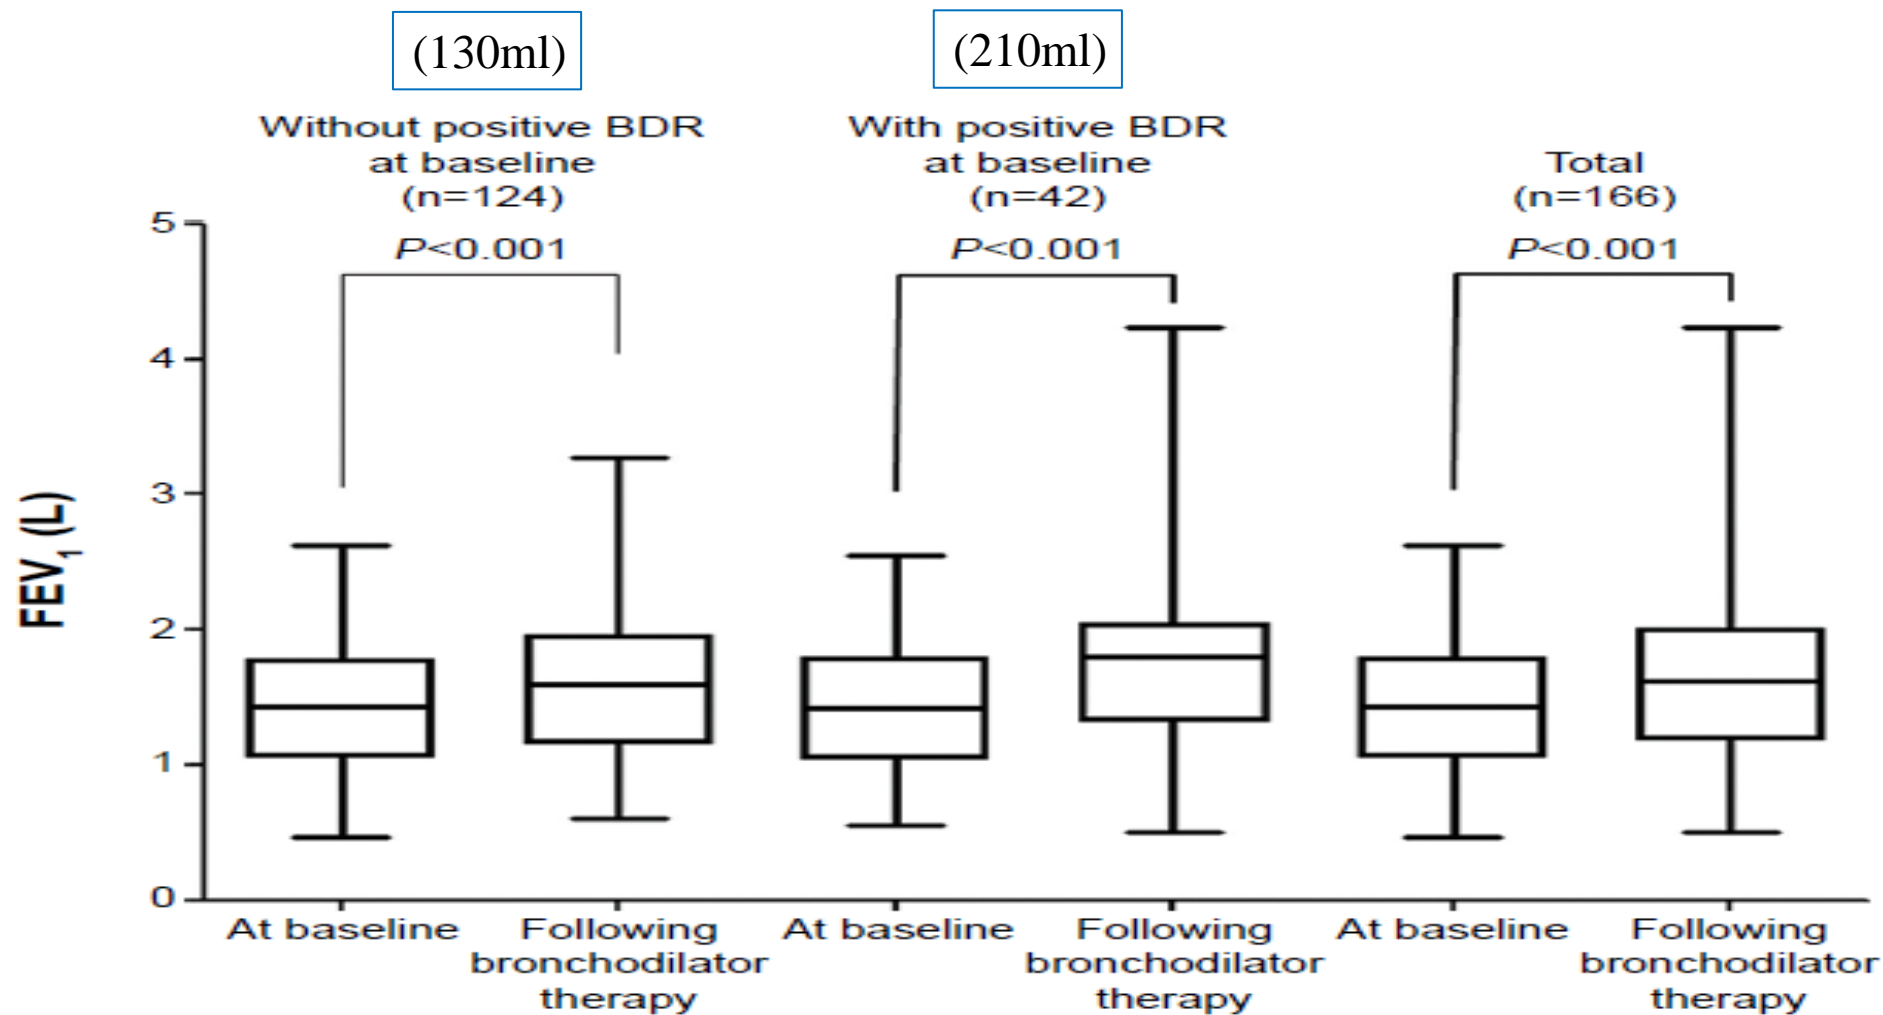 (130ml)
(210ml)
Without positive BDR
at baseline
(n=124)
With positive BDR
at baseline
(n=42)
Total
(n=166)
P<0.001
P<0.001
P<0.001
FEV₁ (L)
5
4
3
2
1
0
At baseline
Following
bronchodilator
therapy
At baseline
Following
bronchodilator
therapy
At baseline
Following
bronchodilator
therapy